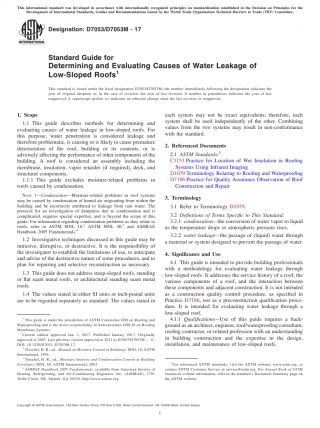 This international standard was developed in accordance with internationally recognized principles on standardization established in the Decision on Principles for the
Development of International Standards, Guides and Recommendations issued by the World Trade Organization Technical Barriers to Trade (TBT) Committee.
Designation: D7053/D7053M − 17
Standard Guide for
Determining and Evaluating Causes of Water Leakage of
Low-Sloped Roofs1
This standard is issued under the fixed designation D7053/D7053M; the number immediately following the designation indicates the
year of original adoption or, in the case of revision, the year of last revision. A number in parentheses indicates the year of last
reapproval. A superscript epsilon (ε) indicates an editorial change since the last revision or reapproval.
1. Scope
1.1 This guide describes methods for determining and
evaluating causes of water leakage in low-sloped roofs. For
this purpose, water penetration is considered leakage and
therefore problematic, is causing or is likely to cause premature
deterioration of the roof, building or its contents, or is
adversely affecting the performance of other components of the
building. A roof is considered an assembly including the
membrane, insulation, vapor retarder (if required), deck, and
structural components.
1.1.1 This guide excludes moisture-related problems in
roofs caused by condensation.
NOTE 1—Condensation—Moisture-related problems in roof systems
may be caused by condensation of humid air originating from within the
building and be incorrectly attributed to leakage from rain water. The
protocol for an investigation of dampness due to condensation and is
complicated, requires special expertise, and is beyond the scope of this
guide. For information regarding condensation problems as they relate to
roofs, refer to ASTM MNL 18,2 ASTM MNL 40,3 and ASHRAE
Handbook 2005 Fundamentals.4
1.2 Investigative techniques discussed in this guide may be
intrusive, disruptive, or destructive. It is the responsibility of
the investigator to establish the limitations of use, to anticipate
and advise of the destructive nature of some procedures, and to
plan for repairing and selective reconstruction as necessary.
1.3 This guide does not address steep-sloped roofs, standing
or flat seam metal roofs, or architectural standing seam metal
roofs.
1.4 The values stated in either SI units or inch-pound units
are to be regarded separately as standard. The values stated in
1 This guide is under the jurisdiction of ASTM Committee D08 on Roofing and
Waterproofing and is the direct responsibility of Subcommittee D08.20 on Roofing
Membrane Systems.
Current edition approved Jan. 1, 2017. Published January 2017. Originally
approved in 2007. Last previous version approved in 2011 as D7053/D7053M –
DOI: 10.1520/D7053_D7053M-17.
International, 1994.
Envelopes, MNL 40, ASTM International, 2001.
4 ASHRAE Handbook 2005 Fundamentals, available from American Society of
Heating, Refrigerating, and Air-Conditioning Engineers, Inc. (ASHRAE), 1791
Tullie Circle, NE, Atlanta, GA 30329, http://www.ashrae.org.
each system may not be exact equivalents; therefore, each
system shall be used independently of the other. Combining
values from the two systems may result in non-conformance
with the standard.
2. Referenced Documents
2.1 ASTM Standards:5
C1153 Practice for Location of Wet Insulation in Roofing
Systems Using Infrared Imaging
D1079 Terminology Relating to Roofing and Waterproofing
D7186 Practice for Quality Assurance Observation of Roof
Construction and Repair
3. Terminology
3.1 Refer to Terminology D1079.
3.2 Definitions of Terms Specific to This Standard:
3.2.1 condensation—the conversion of water vapor to liquid
as the temperature drops or atmospheric pressure rises.
3.2.2 water leakage—the passage of (liquid) water through
a material or system designed to prevent the passage of water.
4. Significance and Use
4.1 This guide is intended to provide building professionals
with a methodology for evaluating water leakage through
low-sloped roofs. It addresses the service history of a roof, the
various components of a roof, and the interaction between
these components and adjacent construction. It is not intended
as a construction quality control procedure, as specified in
Practice D7186, nor as a preconstruction qualification procedure.
It is intended for evaluating water leakage through a
low-sloped roof.
4.1.1 Qualifications—Use of this guide requires a background
as an architect, engineer, roof/waterproofing consultant,
roofing contractor, or related profession with an understanding
in building construction and the expertise in the design,
installation, and maintenance of low-sloped roofs.
5 For referenced ASTM standards, visit the ASTM website, www.astm.org, or
contact ASTM Customer Service at service@astm.org. For Annual Book of ASTM
Standards volume information, refer to the standard's Document Summary page on
the ASTM website.
Copyright © ASTM International, 100 Barr Harbor Drive, PO Box C700, West Conshohocken, PA 19428-2959. United States
1